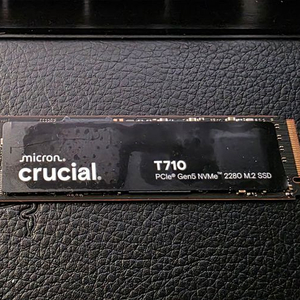 micron
crucial
T710
PCIe® Gen5 NVMe™ 2280 M.2 SSD